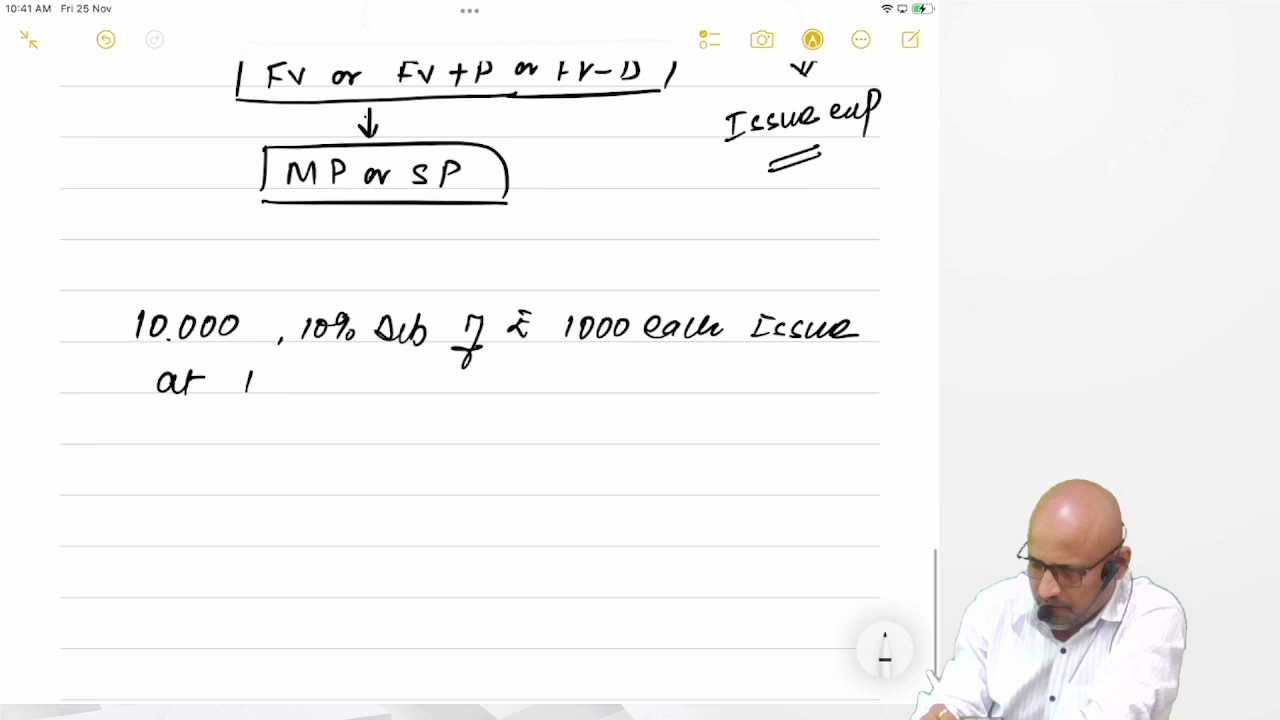 10:41 AM Fri 25 Nov
FV or FV+P or FV-D
Issue exp
MP or SP
10.000 , 10% Deb of ₹ 1000 each Issue
at 1